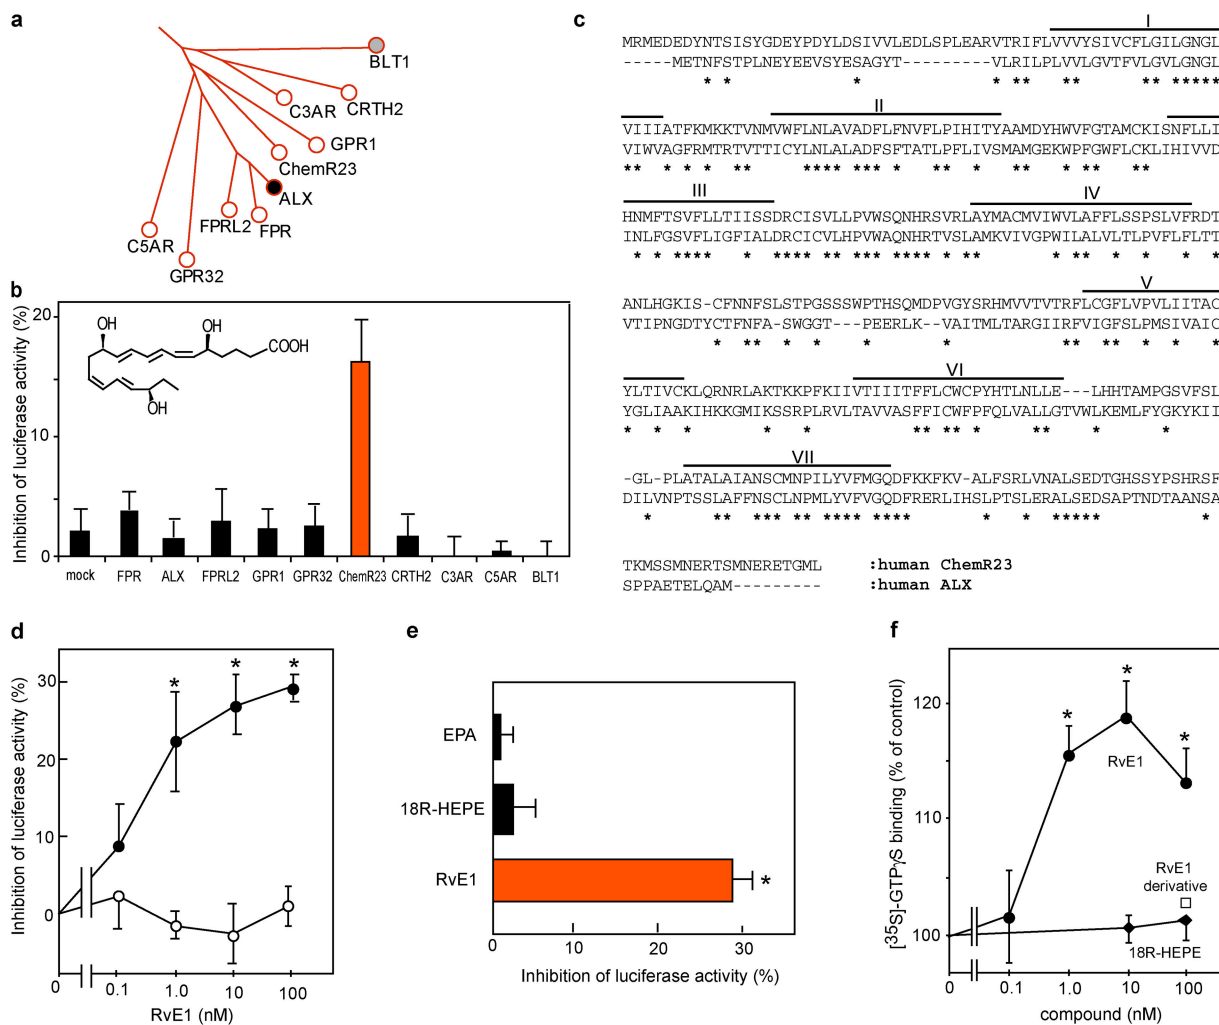 a
BLT1
CRTH2
C3AR
GPR1
ChemR23
ALX
FPR
FPRL2
C5AR
GPR32
b
Inhibition of luciferase activity (%)
20
10
0
OH
OH
COOH
OH
mock FPR ALX FPRL2 GPR1 GPR32 ChemR23 CRTH2 C3AR C5AR BLT1
c
I
MRMEDEDYNTSISYGDEYPDYLDSIVVLEDLSPLEARVTRIFLVVVYSIVCFLGILGNGL
-----METNFSTPLNEYEEVSYESAGYT---------VLRILPLVVLGVTFVLGVLGNGL
II
VIIIATFKMKKTVNMVWFLNLAVADFLFNVFLPIHITYAAMDYHWVFGTAMCKISNFLLI
VIWVAGFRMTRTVTTICYLNLALADFSFTATLPFLIVSMAMGEKWPFGWFLCKLIHIVVD
III
IV
HNMFTSVFLLTIISSDRCISVLLPVWSQNHRSVRLAYMACMVIWVLAFFLSSPSLVFRDT
INLFGSVFLIGFIALDRCICVLHPVWAQNHRTVSLAMKVIVGPWILALVLTLPVFLFLTT
V
ANLHGKISC-CFNNFSLSTPGSSSWPTHSQMDPVGYSRHMVVTVTRFLCGFLVPVLIITAC
VTIPNGDTYCTFNFA-SWGGT---PEERLK--VAITMLTARGIIRFVIGFSLPMSIVAIC
VI
YLTIVCKLQRNRLAKTKKPFKIIVTIIITFFLCWCPYHTLNLLE---LHHTAMPGSVFSL
YGLIAAKIHKKGMIKSSRPLRVLTAVVASFFICWFPFQLVALLGTVWLKEMLFYGKYKII
VII
-GL-PLATALAIANSCMNPILYVFMGQDFKKFKV-ALFSRLVNALSEDTGHSSYPSHRSF
DILVNPTSSLAFFNSCLNPMLYVFVGQDFRERLIHSLPTSLERALSEDSAPTNDTAANSA
TKMSSMNERTSMNERETGML :human ChemR23
SPPAETELQAM--------- :human ALX
d
Inhibition of luciferase activity (%)
30
20
10
0
* * *
0 0.1 1.0 10 100
RvE1 (nM)
e
EPA
18R-HEPE
RvE1
*
0 10 20 30
Inhibition of luciferase activity (%)
f
[35S]-GTPγS binding (% of control)
120
110
100
* * *
RvE1
RvE1
derivative
18R-HEPE
0 0.1 1.0 10 100
compound (nM)